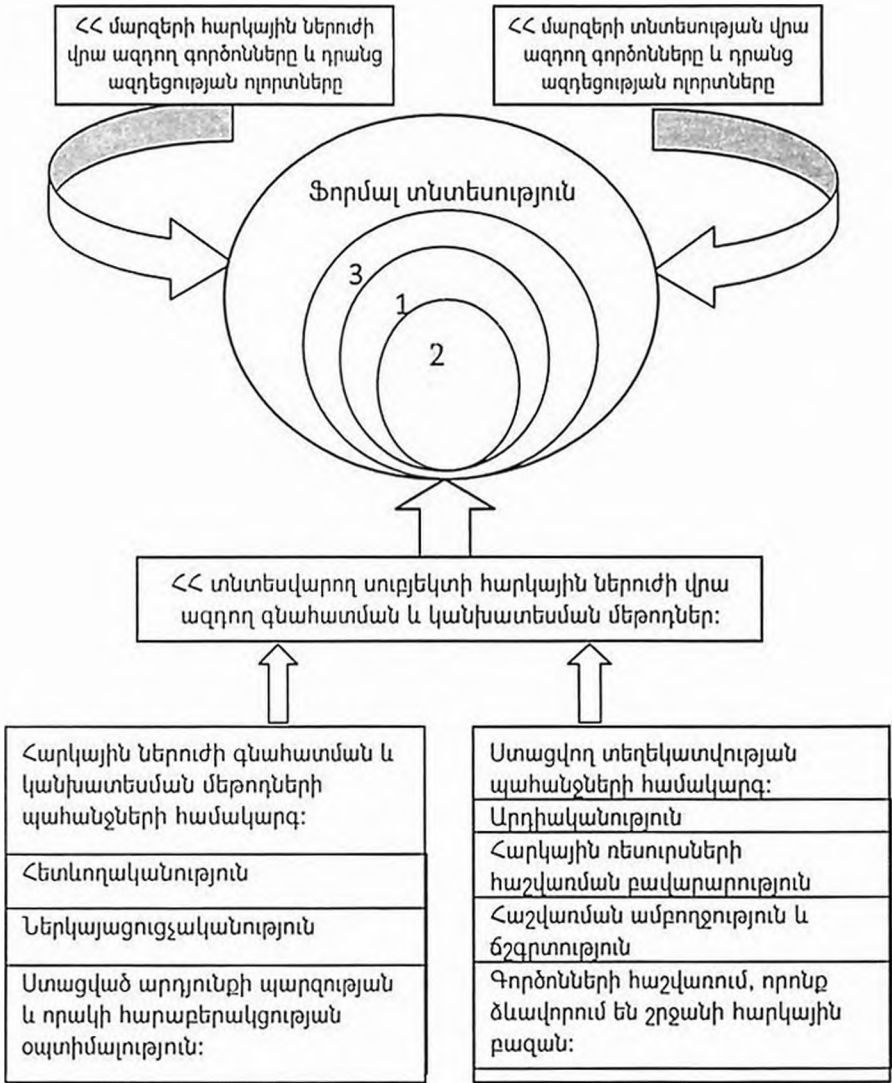 ՀՀ մարզերի հարկային ներուժի
վրա ազդող գործոնները և դրանց
ազդեցության ոլորտները
ՀՀ մարզերի տնտեսության վրա
ազդող գործոնները և դրանց
ազդեցության ոլորտները
Ֆորմալ տնտեսություն
3
1
2
ՀՀ տնտեսվարող սուբյեկտի հարկային ներուժի վրա
ազդող գնահատման և կանխատեսման մեթոդներ:
Հարկային ներուժի գնահատման և
կանխատեսման մեթոդների
պահանջների համակարգ:
Հետևողականություն
Ներկայացուցչականություն
Ստացված արդյունքի պարզության
և որակի հարաբերակցության
օպտիմալություն:
Ստացվող տեղեկատվության
պահանջների համակարգ:
Արդիականություն
Հարկային ռեսուրսների
հաշվառման բավարարություն
Հաշվառման ամբողջություն և
ճշգրտություն
Գործոնների հաշվառում, որոնք
ձևավորում են շրջանի հարկային
բազան: